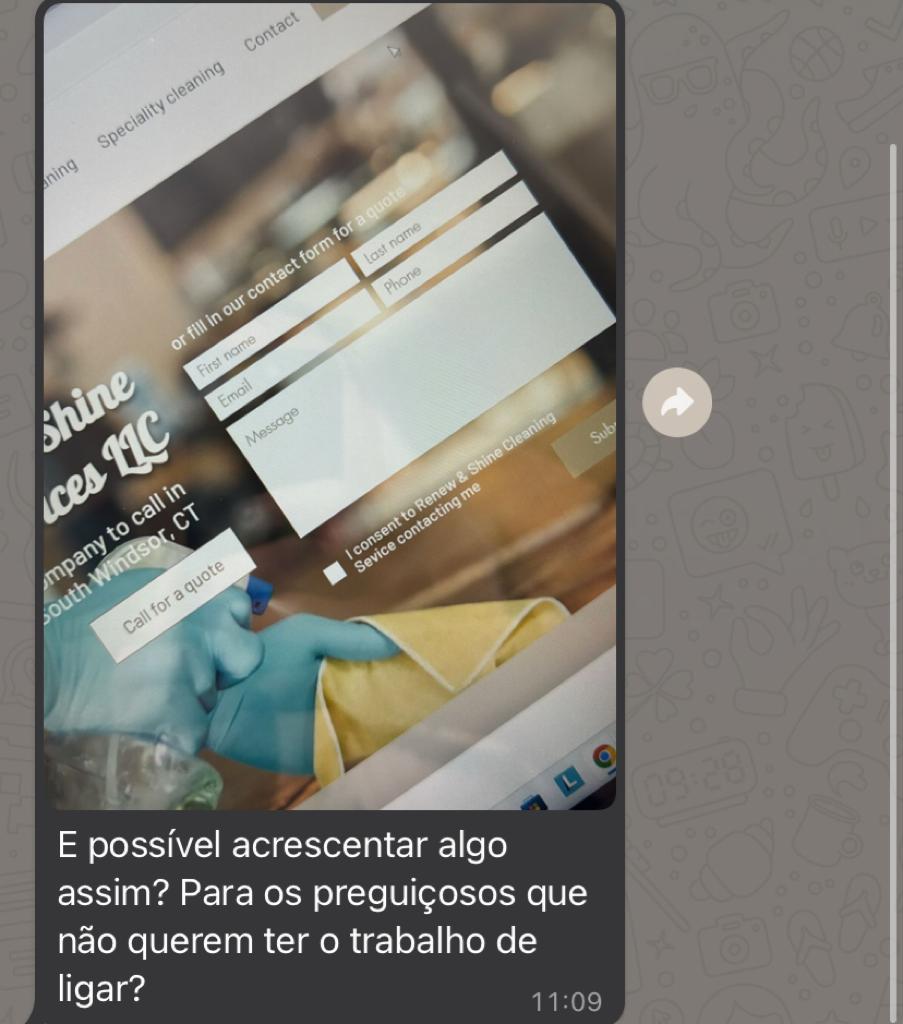 Contact
Speciality cleaning
aning
or fill in our contact form for a quote
First name
Last name
Email
Phone
Message
Shine
ices LLC
ompany to call in
South Windsor, CT
Call for a quote
I consent to Renew & Shine Cleaning
Sevice contacting me
Sub
L
E possível acrescentar algo
assim? Para os preguiçosos que
não querem ter o trabalho de
ligar?
11:09